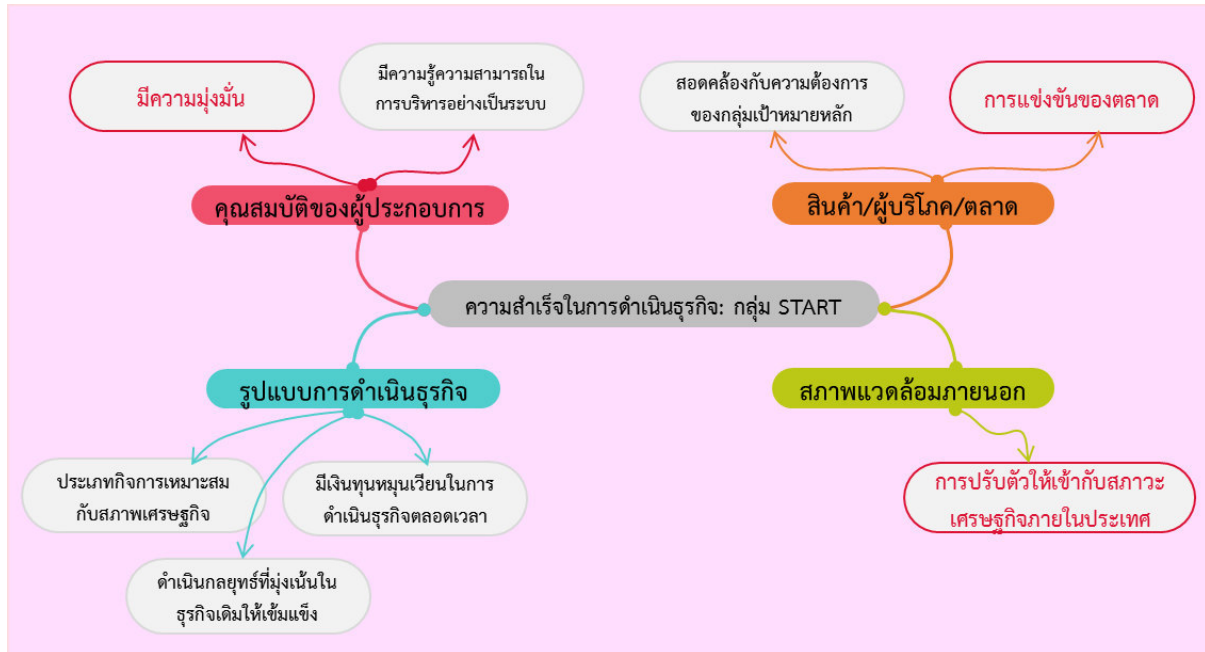 มีความมุ่งมั่น
มีความรู้ความสามารถใน
การบริหารอย่างเป็นระบบ
สอดคล้องกับความต้องการ
ของกลุ่มเป้าหมายหลัก
การแข่งขันของตลาด
คุณสมบัติของผู้ประกอบการ
สินค้า/ผู้บริโภค/ตลาด
ความสำเร็จในการดำเนินธุรกิจ: กลุ่ม START
รูปแบบการดำเนินธุรกิจ
สภาพแวดล้อมภายนอก
ประเภทกิจการเหมาะสม
กับสภาพเศรษฐกิจ
มีเงินทุนหมุนเวียนในการ
ดำเนินธุรกิจตลอดเวลา
การปรับตัวให้เข้ากับสภาวะ
เศรษฐกิจภายในประเทศ
ดำเนินกลยุทธ์ที่มุ่งเน้นใน
ธุรกิจเดิมให้เข้มแข็ง